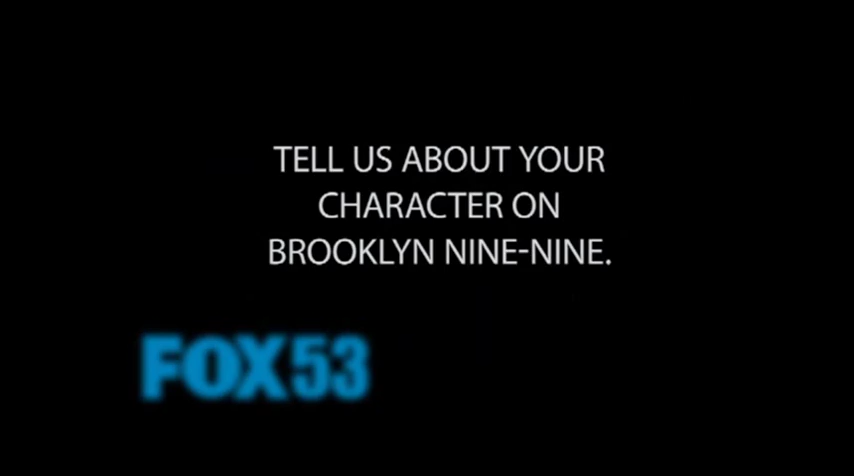 TELL US ABOUT YOUR
CHARACTER ON
BROOKLYN NINE-NINE.
FOX53